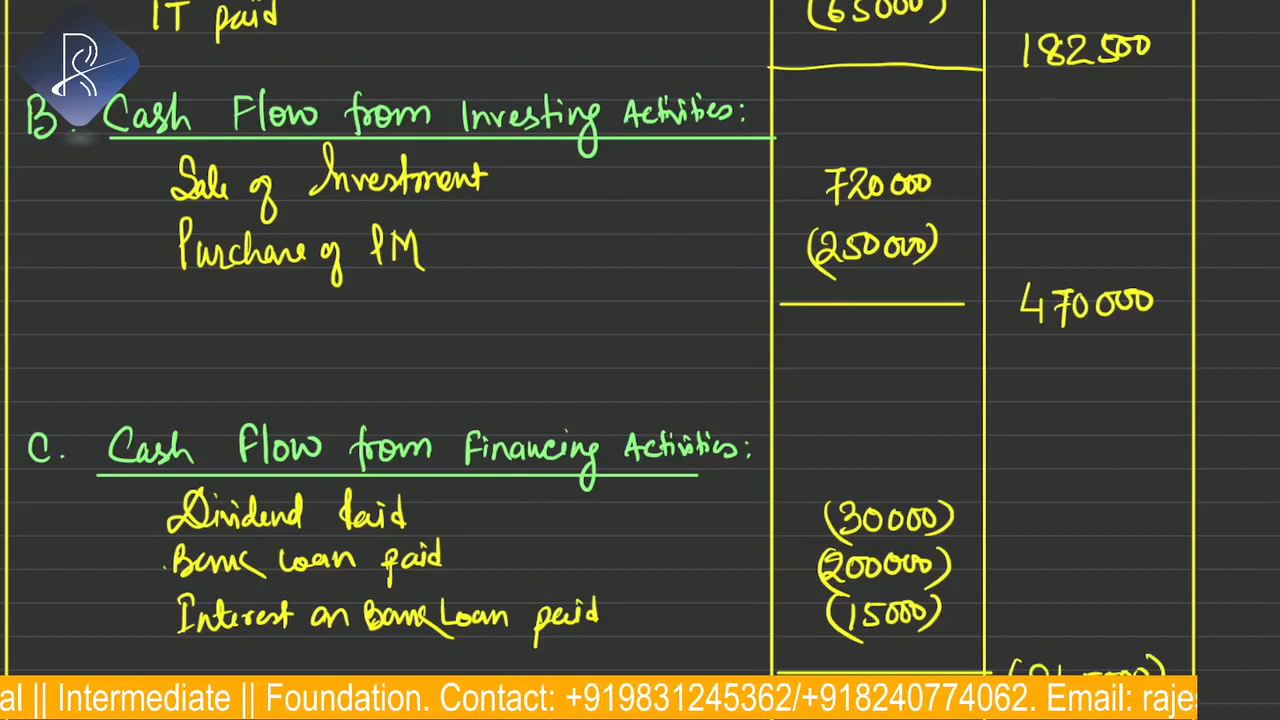 IT paid (65000)
182500
B. Cash Flow from Investing Activities:
Sale of Investment 720000
Purchase of PM (250000)
470000
C. Cash Flow from Financing Activities:
Dividend Paid (30000)
Bank Loan paid (200000)
Interest on Bank Loan paid (15000)
al || Intermediate || Foundation. Contact: +919831245362/+918240774062. Email: rajes